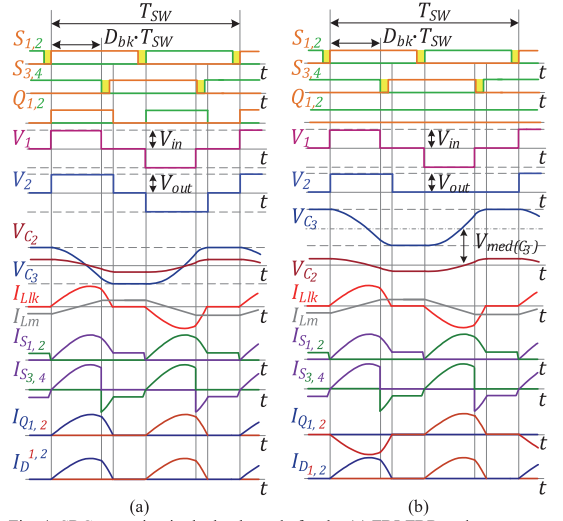 T_SW T_SW
S_1,2 D_bk·T_SW S_1,2 D_bk·T_SW
t t
S_3,4 S_3,4
t t
Q_1,2 Q_1,2
t t
V_1 V_in V_1 V_in
t t
V_2 V_out V_2 V_out
t t
V_C2 V_C3
V_C3 V_med(C3)
V_C2
t t
I_Llk I_Llk
I_Lm I_Lm
t t
I_S1,2 I_S1,2
t t
I_S3,4 I_S3,4
t t
I_Q1,2 I_Q1,2
t t
I_D1,2 I_D1,2
t t
(a) (b)